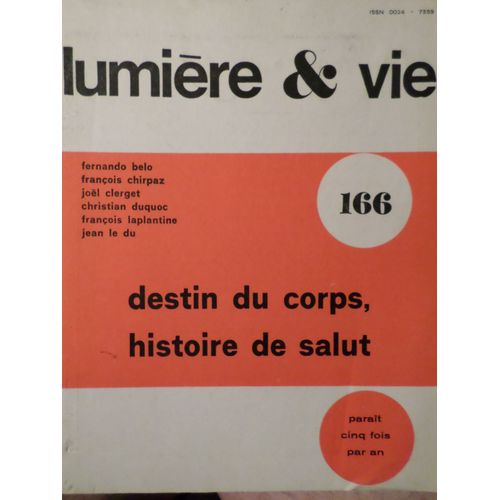 ISSN 0024 - 7359
lumière & vie
fernando belo
françois chirpaz
joël clerget
christian duquoc
françois laplantine
jean le du
166
destin du corps,
histoire de salut
paraît
cinq fois
par an